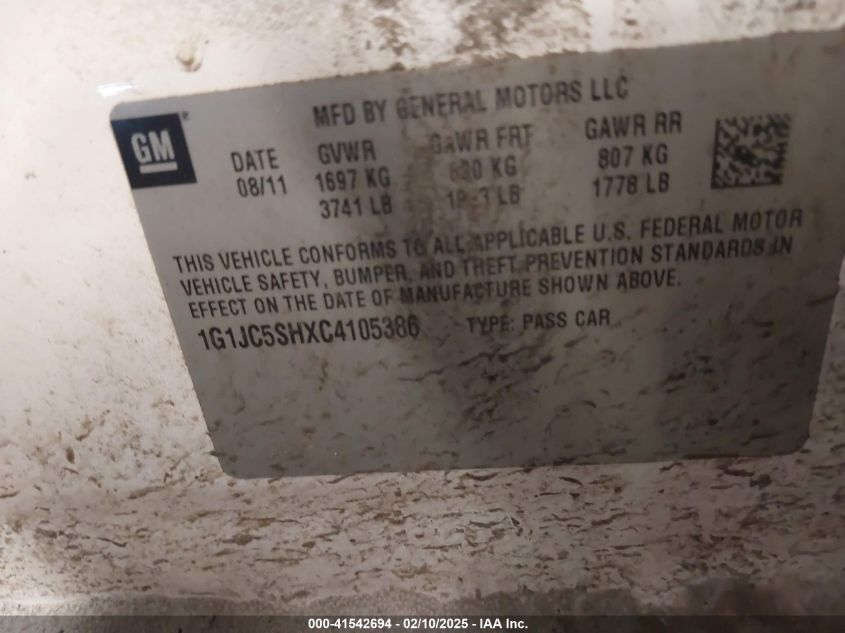 MFD BY GENERAL MOTORS LLC
GM
DATE GVWR GAWR FRT GAWR RR
08/11 1697 KG KG 807 KG
3741 LB LB 1778 LB
THIS VEHICLE CONFORMS TO ALL APPLICABLE U.S. FEDERAL MOTOR
VEHICLE SAFETY, BUMPER, AND THEFT PREVENTION STANDARDS IN
EFFECT ON THE DATE OF MANUFACTURE SHOWN ABOVE.
1G1JC5SHXC4105386 TYPE: PASS CAR
000-41542694 - 02/10/2025 - IAA Inc.